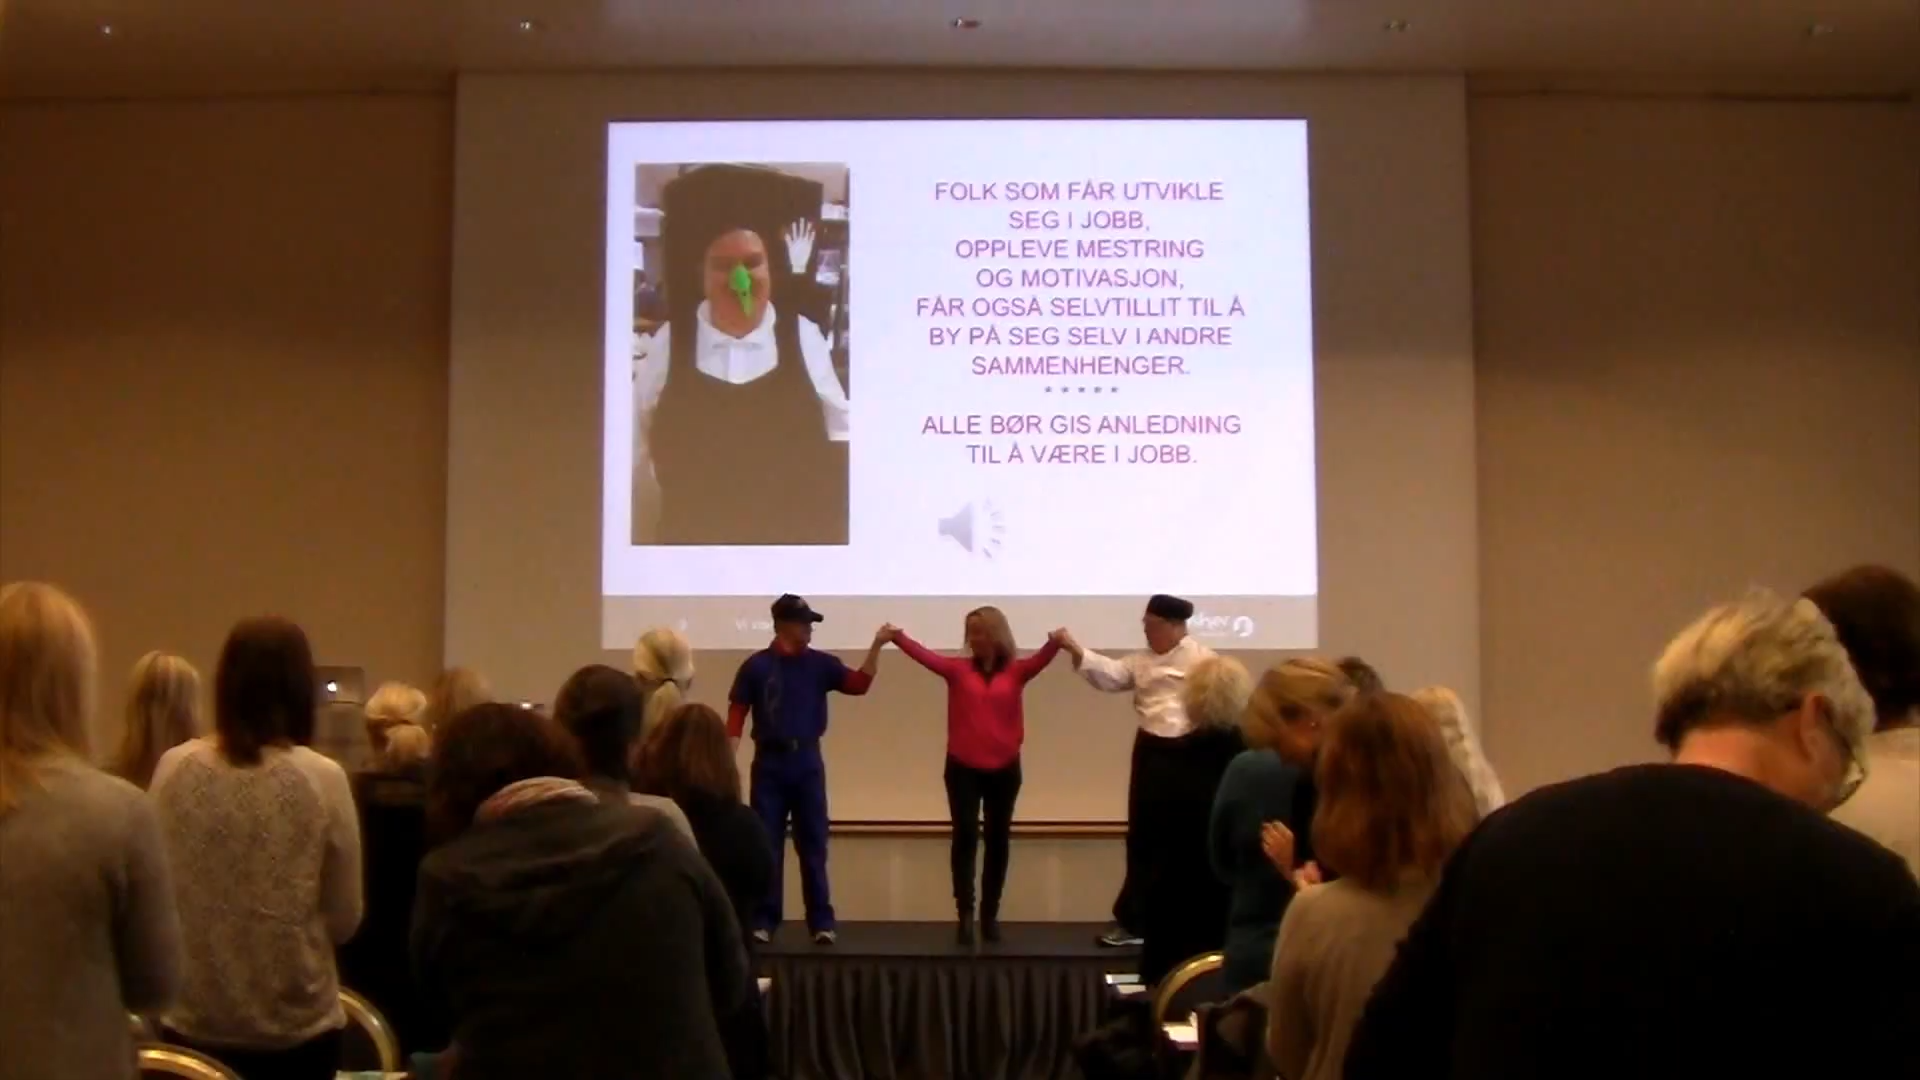 FOLK SOM FÅR UTVIKLE
SEG I JOBB,
OPPLEVE MESTRING
OG MOTIVASJON,
FÅR OGSÅ SELVTILLIT TIL Å
BY PÅ SEG SELV I ANDRE
SAMMENHENGER.
*****
ALLE BØR GIS ANLEDNING
TIL Å VÆRE I JOBB.